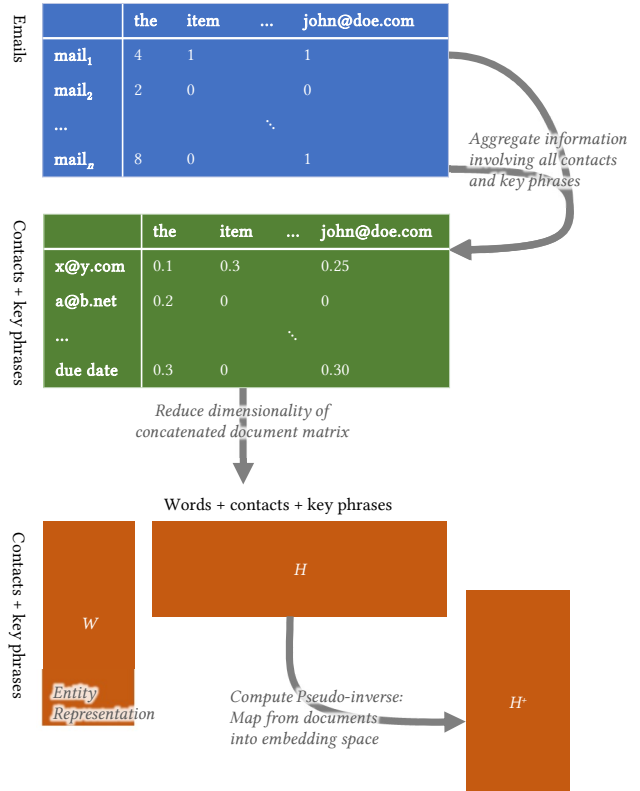 Emails
the item ... john@doe.com
mail1 4 1 1
mail2 2 0 0
... ⋱
mailn 8 0 1
Aggregate information
involving all contacts
and key phrases
Contacts + key phrases
the item ... john@doe.com
x@y.com 0.1 0.3 0.25
a@b.net 0.2 0 0
... ⋱
due date 0.3 0 0.30
Reduce dimensionality of
concatenated document matrix
Words + contacts + key phrases
Contacts + key phrases
W
H
Entity
Representation
Compute Pseudo-inverse:
Map from documents
into embedding space
H+